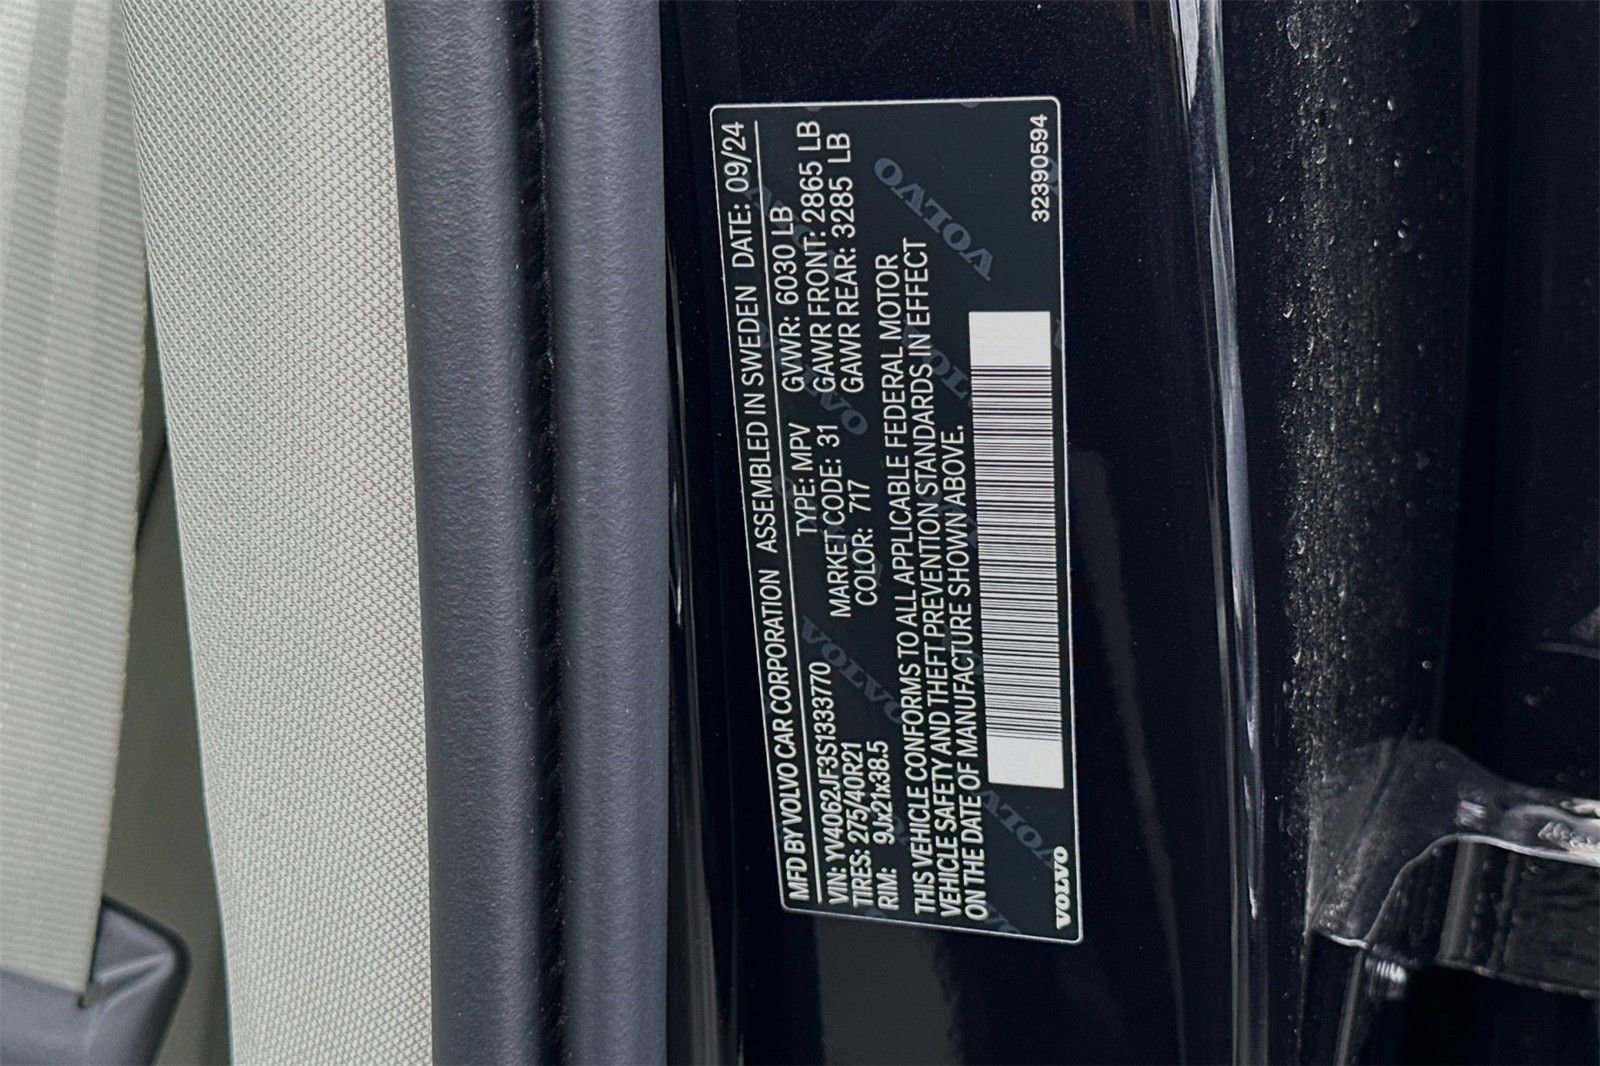 MFD BY VOLVO CAR CORPORATION ASSEMBLED IN SWEDEN DATE: 09/24
VIN: YV4062JF3S1333770 TYPE: MPV GVWR: 6030 LB
TIRES: 275/40R21 MARKET CODE: 31 GAWR FRONT: 2865 LB
RIM: 9Jx21x38.5 COLOR: 717 GAWR REAR: 3285 LB
THIS VEHICLE CONFORMS TO ALL APPLICABLE FEDERAL MOTOR
VEHICLE SAFETY AND THEFT PREVENTION STANDARDS IN EFFECT
ON THE DATE OF MANUFACTURE SHOWN ABOVE.
VOLVO 32390594